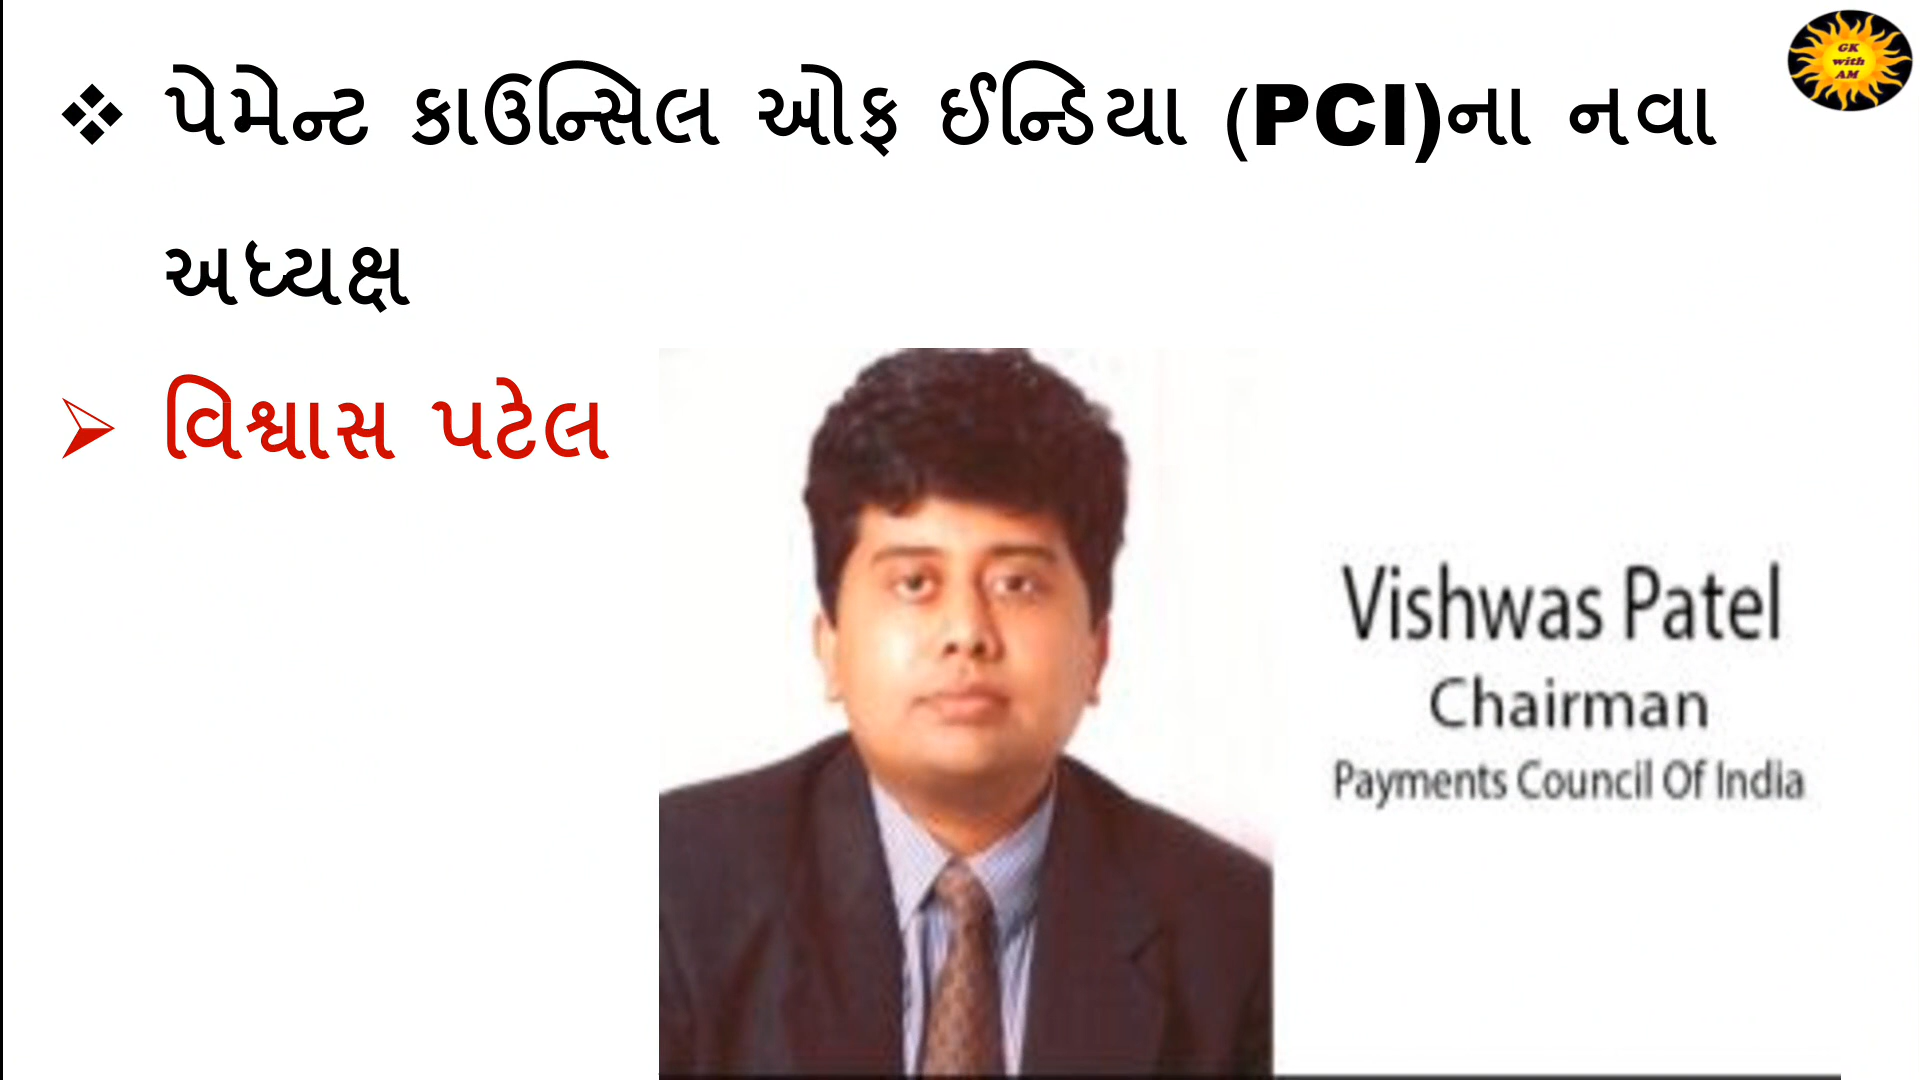 ❖ પેમેન્ટ કાઉન્સિલ ઓફ ઈન્ડિયા (PCI)ના નવા
અધ્યક્ષ
➢ વિશ્વાસ પટેલ
Vishwas Patel
Chairman
Payments Council Of India
GK
with
AM